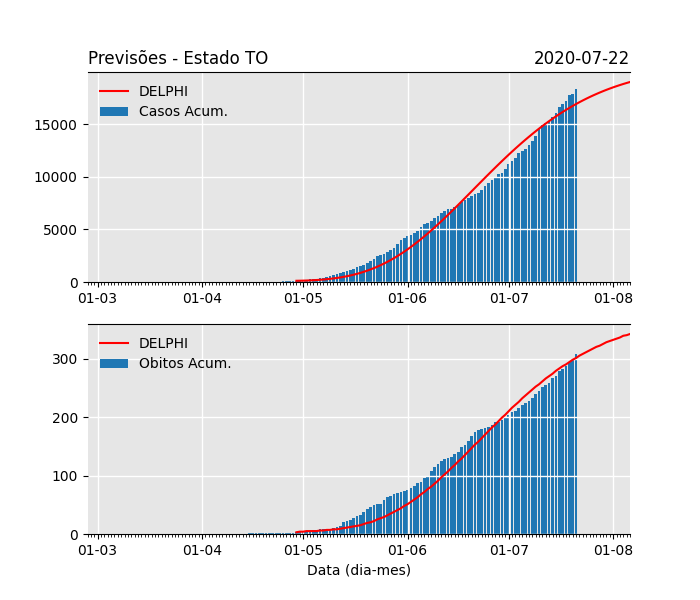 Previsões - Estado TO 2020-07-22
DELPHI
Casos Acum.
15000
10000
5000
0
01-03 01-04 01-05 01-06 01-07 01-08
DELPHI
Obitos Acum.
300
200
100
0
01-03 01-04 01-05 01-06 01-07 01-08
Data (dia-mes)